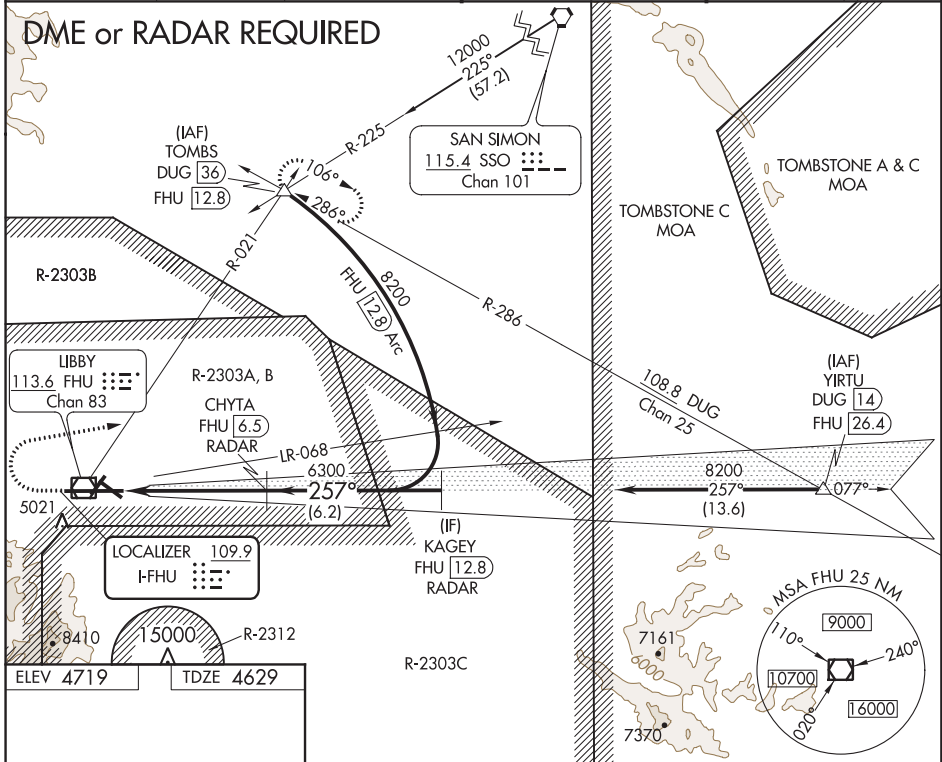 DME or RADAR REQUIRED
12000
225°
(57.2)
R-225
SAN SIMON
115.4 SSO
Chan 101
(IAF)
TOMBS
DUG 36
FHU 12.8
106°
286°
TOMBSTONE A & C
MOA
TOMBSTONE C
MOA
R-021
8200
FHU 12.8 Arc
R-286
R-2303B
108.8 DUG
Chan 25
(IAF)
YIRTU
DUG 14
FHU 26.4
LIBBY
113.6 FHU
Chan 83
R-2303A, B
CHYTA
FHU 6.5
RADAR
LR-068
6300
257°
(6.2)
8200
257°
(13.6)
077°
5021
(IF)
KAGEY
FHU 12.8
RADAR
LOCALIZER 109.9
I-FHU
MSA FHU 25 NM
110°
9000
240°
10700
020°
16000
8410
15000
R-2312
7161
6000
7370
R-2303C
ELEV 4719
TDZE 4629